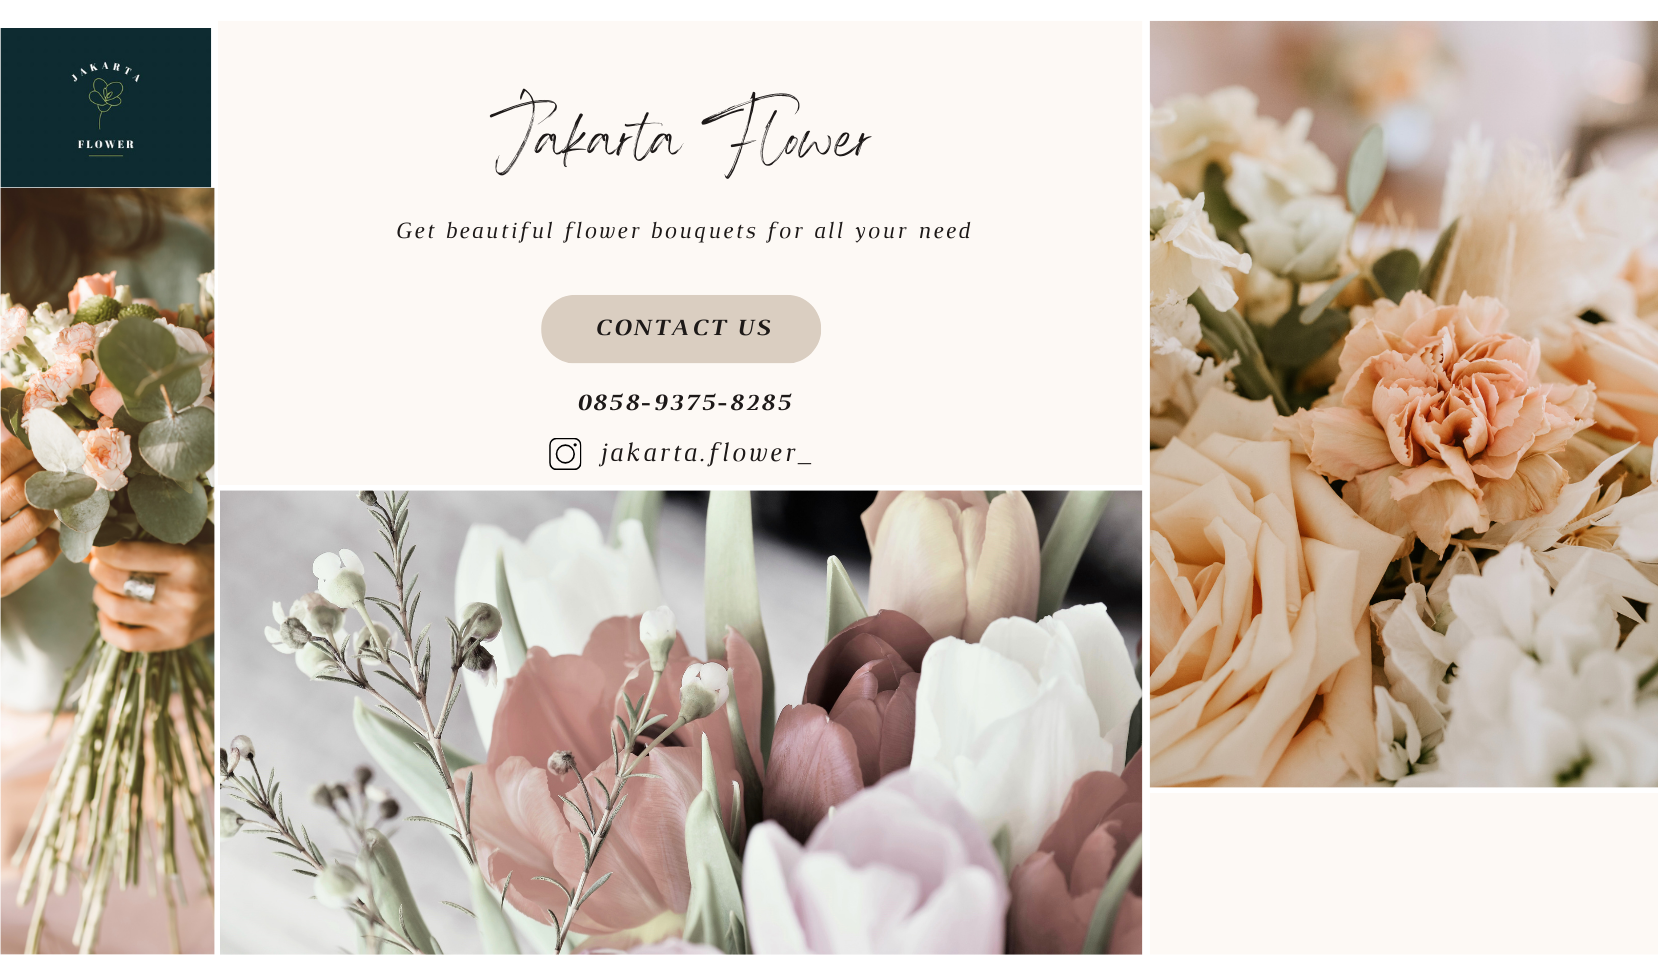 JAKARTA
FLOWER
Jakarta Flower
Get beautiful flower bouquets for all your need
CONTACT US
0858-9375-8285
jakarta.flower_